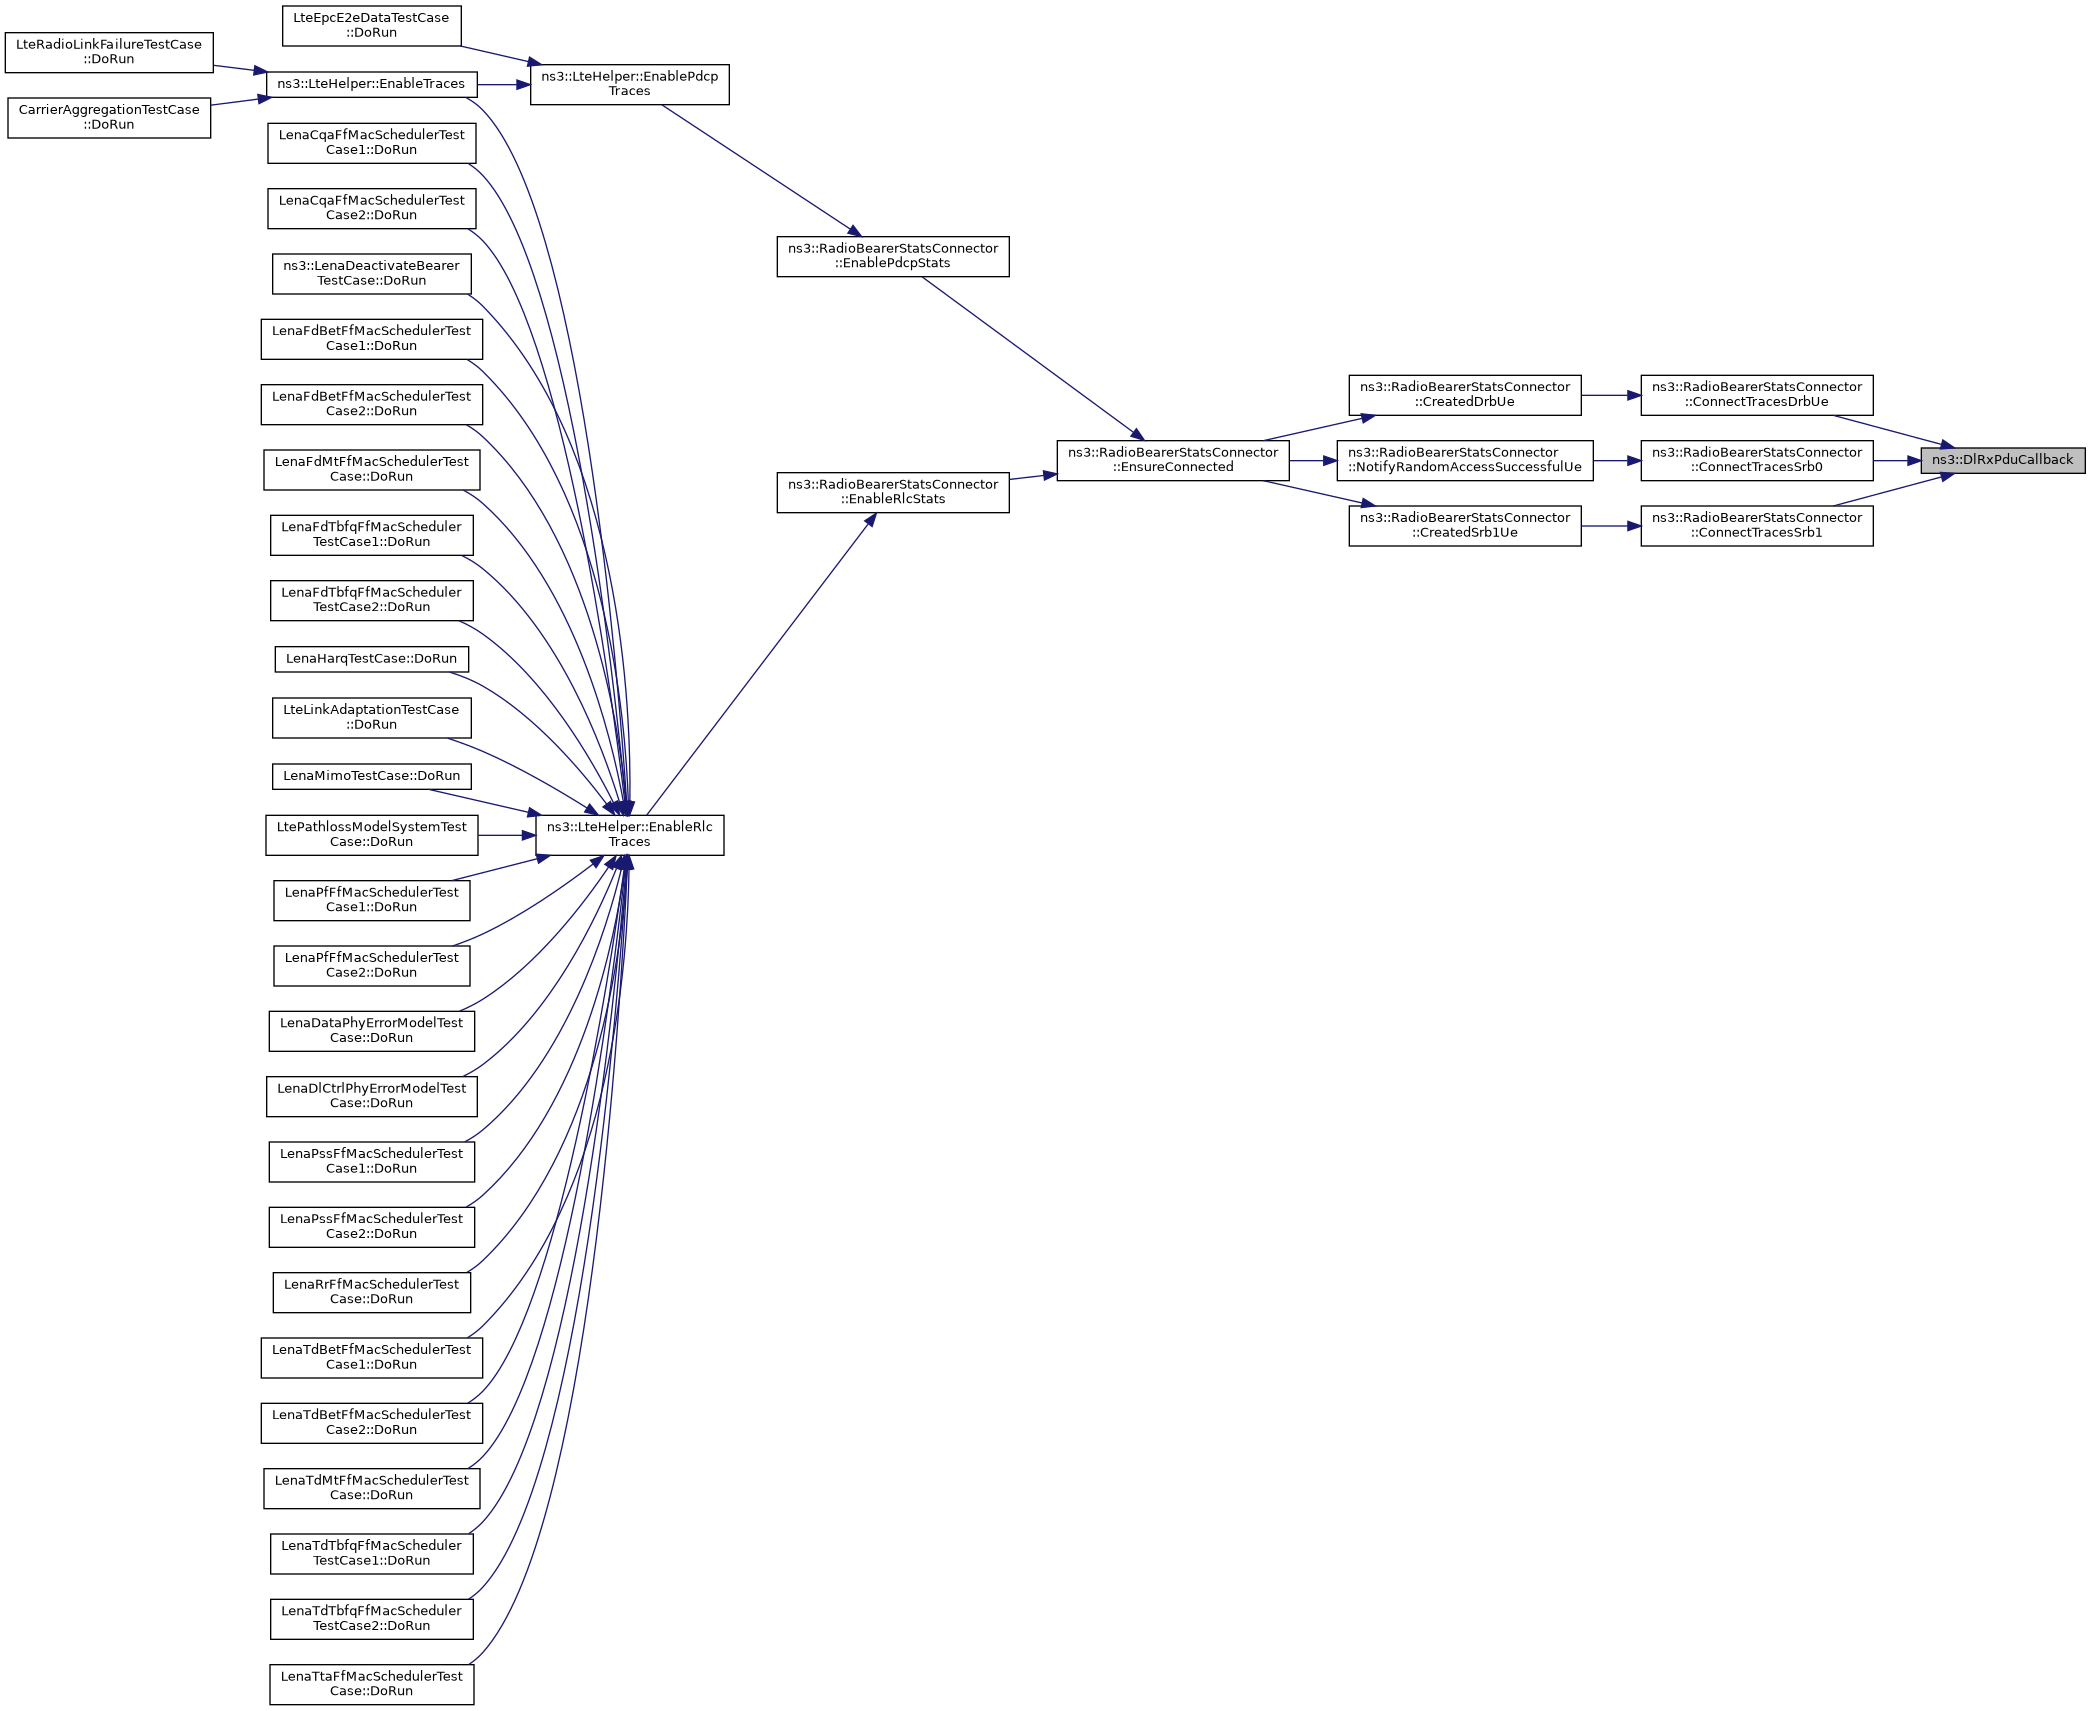 LteEpcE2eDataTestCase
::DoRun
LteRadioLinkFailureTestCase
::DoRun
ns3::LteHelper::EnableTraces
ns3::LteHelper::EnablePdcp
Traces
CarrierAggregationTestCase
::DoRun
LenaCqaFfMacSchedulerTest
Case1::DoRun
LenaCqaFfMacSchedulerTest
Case2::DoRun
ns3::RadioBearerStatsConnector
::EnablePdcpStats
ns3::LenaDeactivateBearer
TestCase::DoRun
LenaFdBetFfMacSchedulerTest
Case1::DoRun
LenaFdBetFfMacSchedulerTest
Case2::DoRun
ns3::RadioBearerStatsConnector
::CreatedDrbUe
ns3::RadioBearerStatsConnector
::ConnectTracesDrbUe
LenaFdMtFfMacSchedulerTest
Case::DoRun
ns3::RadioBearerStatsConnector
::EnableRlcStats
ns3::RadioBearerStatsConnector
::EnsureConnected
ns3::RadioBearerStatsConnector
::NotifyRandomAccessSuccessfulUe
ns3::RadioBearerStatsConnector
::ConnectTracesSrb0
ns3::DlRxPduCallback
LenaFdTbfqFfMacScheduler
TestCase1::DoRun
ns3::RadioBearerStatsConnector
::CreatedSrb1Ue
ns3::RadioBearerStatsConnector
::ConnectTracesSrb1
LenaFdTbfqFfMacScheduler
TestCase2::DoRun
LenaHarqTestCase::DoRun
LteLinkAdaptationTestCase
::DoRun
LenaMimoTestCase::DoRun
LtePathlossModelSystemTest
Case::DoRun
ns3::LteHelper::EnableRlc
Traces
LenaPfFfMacSchedulerTest
Case1::DoRun
LenaPfFfMacSchedulerTest
Case2::DoRun
LenaDataPhyErrorModelTest
Case::DoRun
LenaDlCtrlPhyErrorModelTest
Case::DoRun
LenaPssFfMacSchedulerTest
Case1::DoRun
LenaPssFfMacSchedulerTest
Case2::DoRun
LenaRrFfMacSchedulerTest
Case::DoRun
LenaTdBetFfMacSchedulerTest
Case1::DoRun
LenaTdBetFfMacSchedulerTest
Case2::DoRun
LenaTdMtFfMacSchedulerTest
Case::DoRun
LenaTdTbfqFfMacScheduler
TestCase1::DoRun
LenaTdTbfqFfMacScheduler
TestCase2::DoRun
LenaTtaFfMacSchedulerTest
Case::DoRun